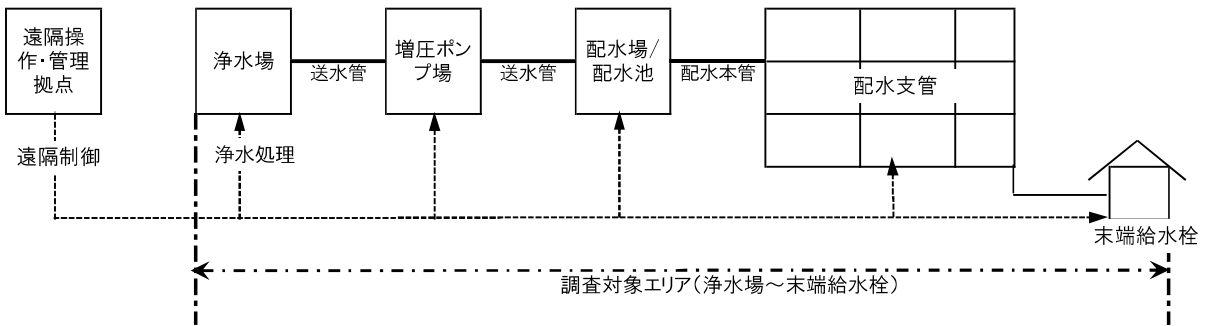 遠隔操
作・管理
拠点
浄水場
送水管
増圧ポン
プ場
送水管
配水場/
配水池
配水本管
配水支管
遠隔制御
浄水処理
末端給水栓
調査対象エリア(浄水場～末端給水栓)